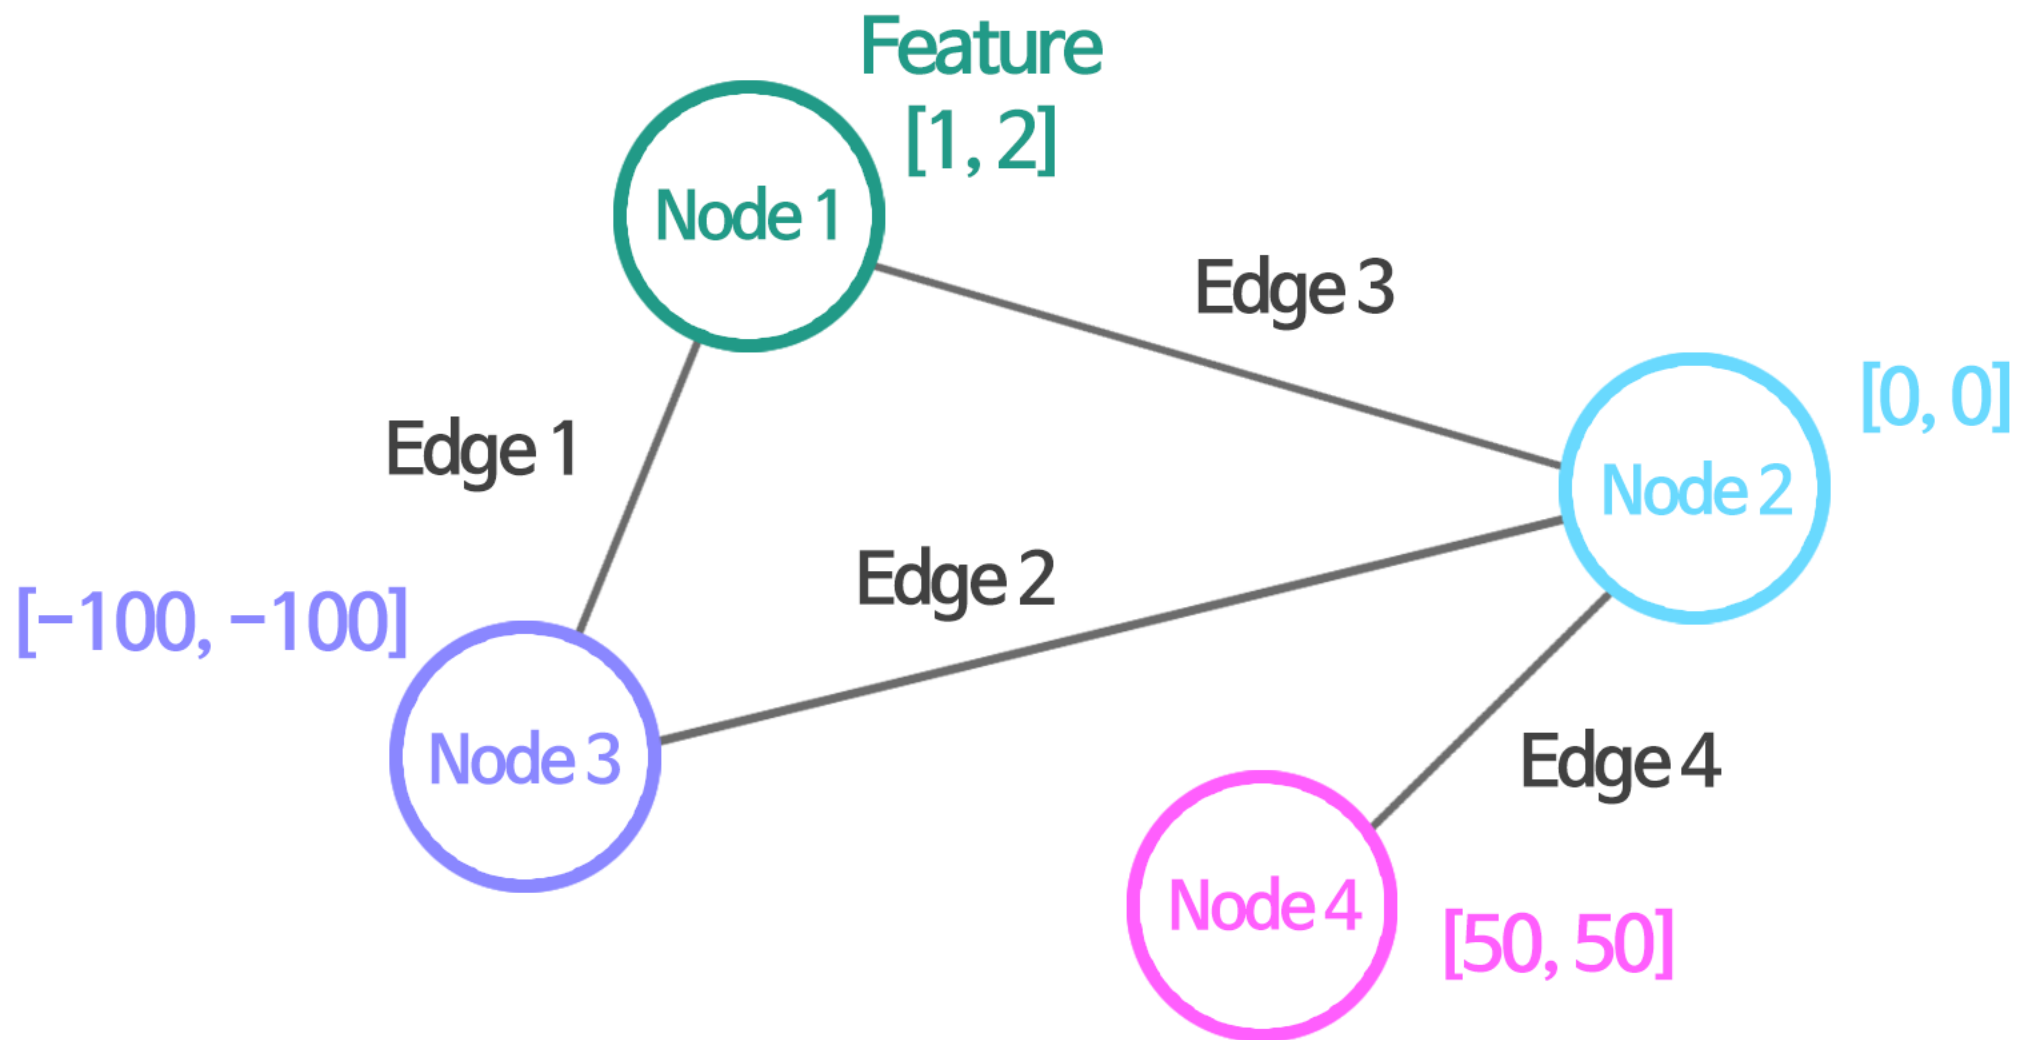 Feature
[1, 2]
Node 1
Edge 3
[0, 0]
Edge 1
Node 2
Edge 2
[-100, -100]
Node 3
Edge 4
Node 4
[50, 50]